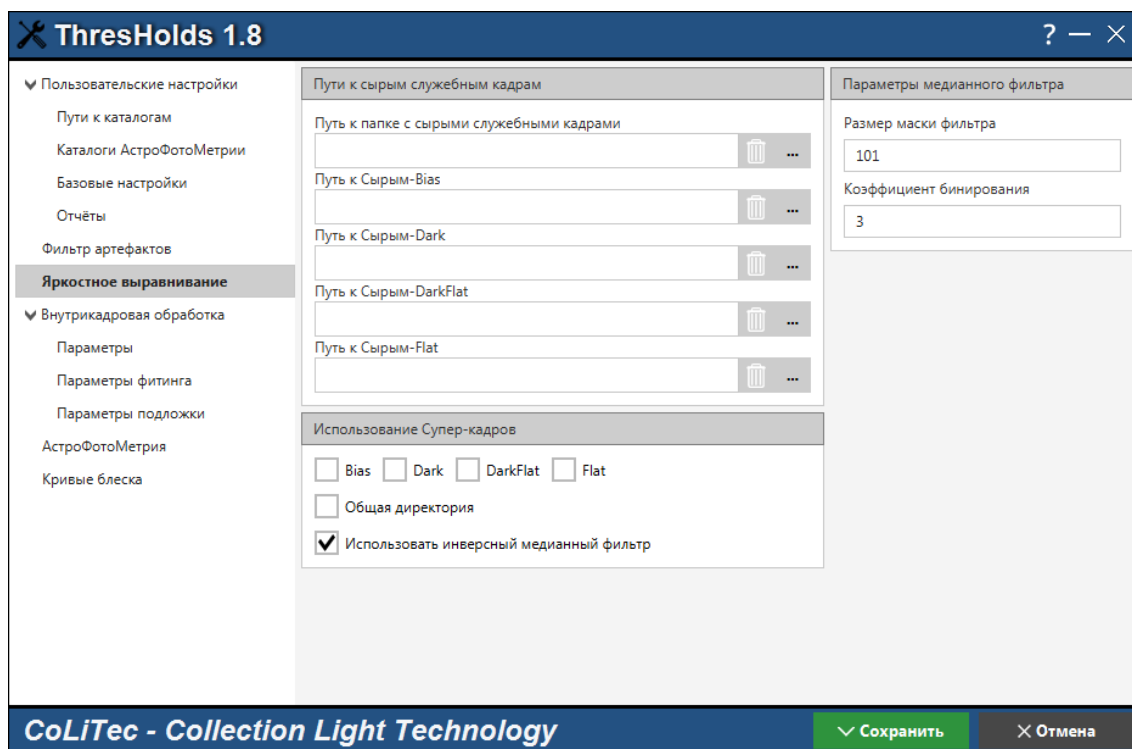 ThresHolds 1.8
?
Пользовательские настройки
Пути к каталогам
Каталоги АстроФотоМетрии
Базовые настройки
Отчёты
Фильтр артефактов
Яркостное выравнивание
Внутрикадровая обработка
Параметры
Параметры фитинга
Параметры подложки
АстроФотоМетрия
Кривые блеска
Пути к сырым служебным кадрам
Путь к папке с сырыми служебными кадрами
...
Путь к Сырым-Bias
...
Путь к Сырым-Dark
...
Путь к Сырым-DarkFlat
...
Путь к Сырым-Flat
...
Использование Супер-кадров
Bias Dark DarkFlat Flat
Общая директория
Использовать инверсный медианный фильтр
Параметры медианного фильтра
Размер маски фильтра
101
Коэффициент бинирования
3
CoLiTec - Collection Light Technology
Сохранить
Отмена